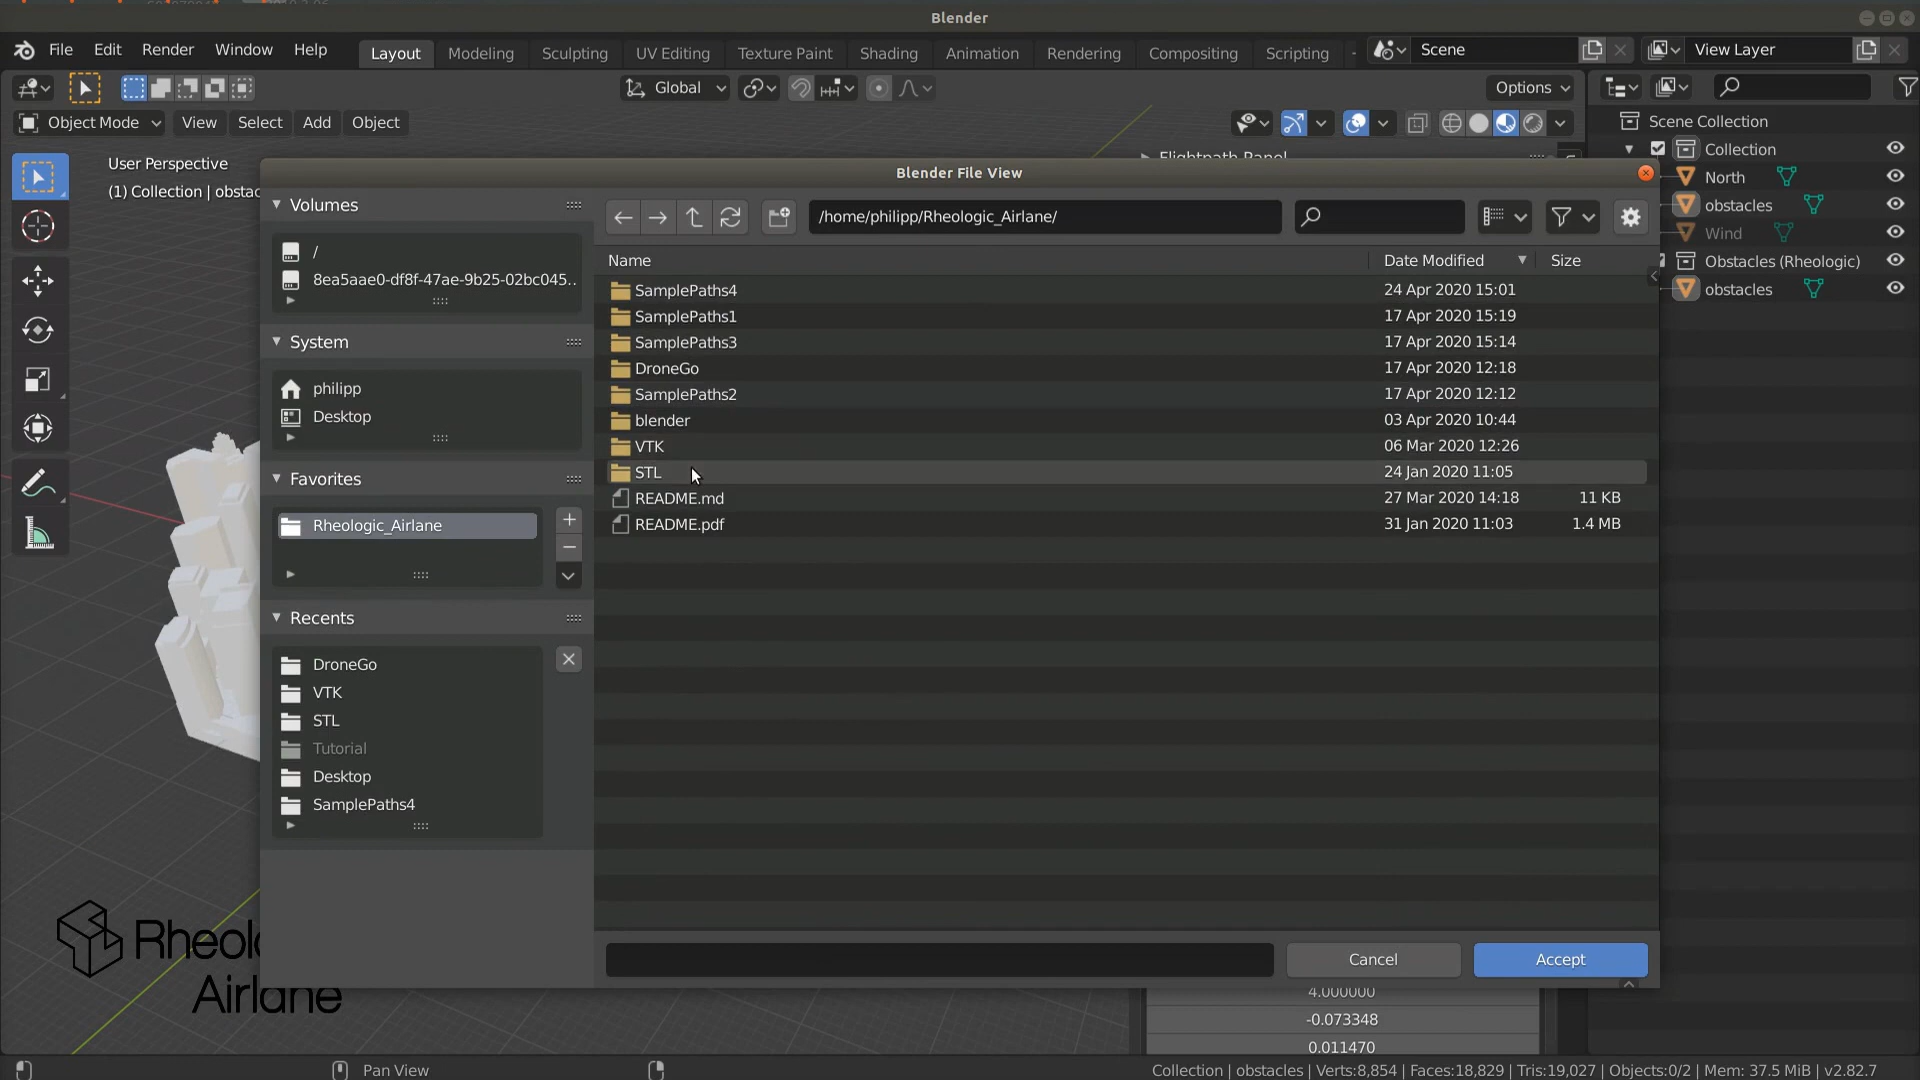 Blender
File Edit Render Window Help Layout Modeling Sculpting UV Editing Texture Paint Shading Animation Rendering Compositing Scripting Scene View Layer
Global Options
Object Mode View Select Add Object
User Perspective
(1) Collection | obstac
Scene Collection
Collection
North
obstacles
Wind
Obstacles (Rheologic)
obstacles
Blender File View
Volumes
/
8ea5aae0-df8f-47ae-9b25-02bc045..
System
philipp
Desktop
Favorites
Rheologic_Airlane
Recents
DroneGo
VTK
STL
Tutorial
Desktop
SamplePaths4
/home/philipp/Rheologic_Airlane/
Name Date Modified Size
SamplePaths4 24 Apr 2020 15:01
SamplePaths1 17 Apr 2020 15:19
SamplePaths3 17 Apr 2020 15:14
DroneGo 17 Apr 2020 12:18
SamplePaths2 17 Apr 2020 12:12
blender 03 Apr 2020 10:44
VTK 06 Mar 2020 12:26
STL 24 Jan 2020 11:05
README.md 27 Mar 2020 14:18 11 KB
README.pdf 31 Jan 2020 11:03 1.4 MB
Cancel Accept
Rheolo
Airlane
4.000000
-0.073348
0.011470
Pan View
Collection | obstacles | Verts:8,854 | Faces:18,829 | Tris:19,027 | Objects:0/2 | Mem: 37.5 MiB | v2.82.7